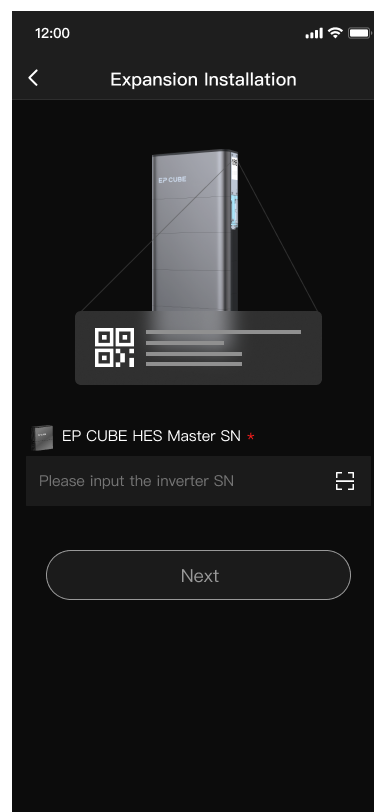 12:00
Expansion Installation
EP CUBE
EP CUBE HES Master SN *
Please input the inverter SN
Next